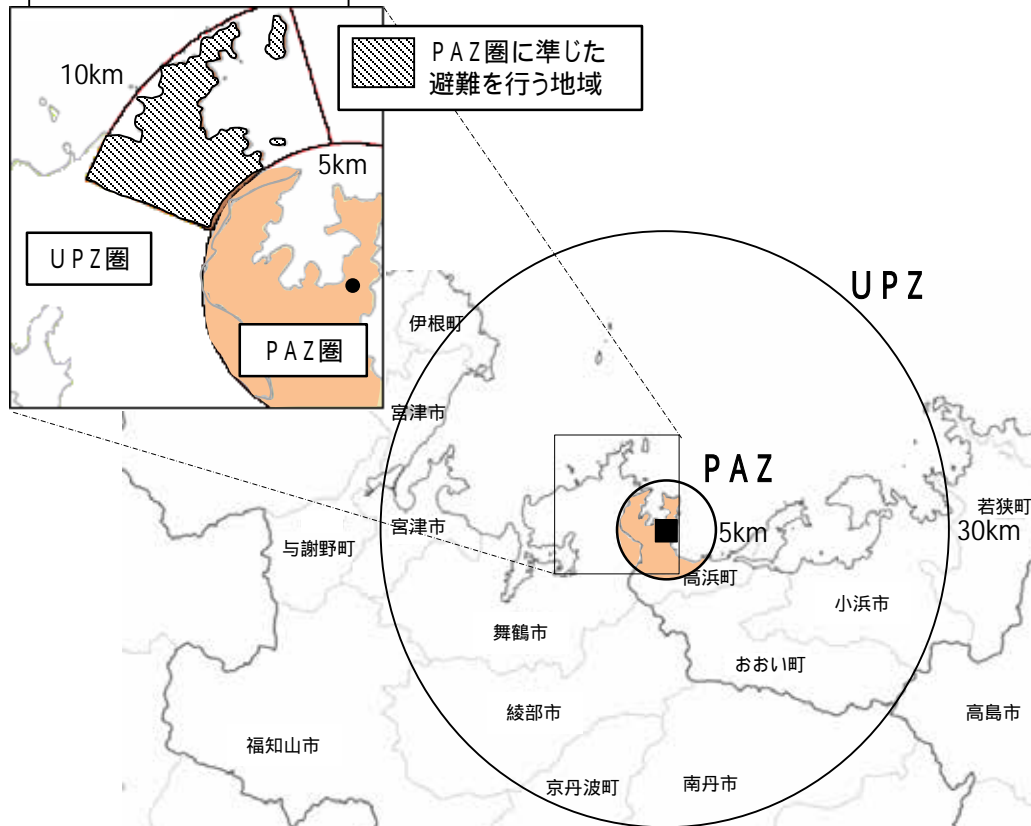 PAZ圏に準じた
避難を行う地域
10km
5km
UPZ圏
PAZ圏
UPZ
伊根町
宮津市
PAZ
宮津市
5km
若狭町
30km
与謝野町
高浜町
小浜市
舞鶴市
おおい町
綾部市
高島市
福知山市
京丹波町
南丹市